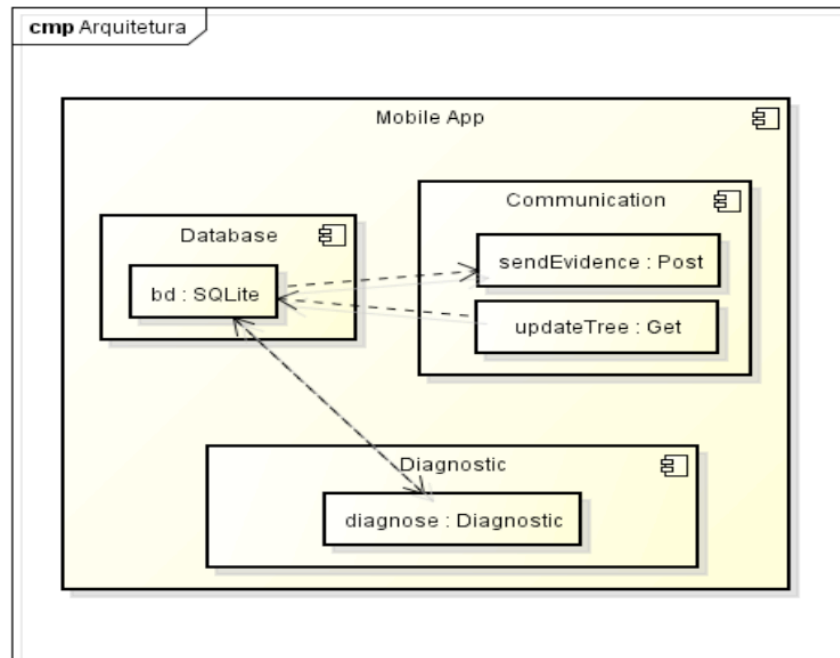 cmp Arquitetura
Mobile App
Communication
Database
sendEvidence : Post
bd : SQLite
updateTree : Get
Diagnostic
diagnose : Diagnostic